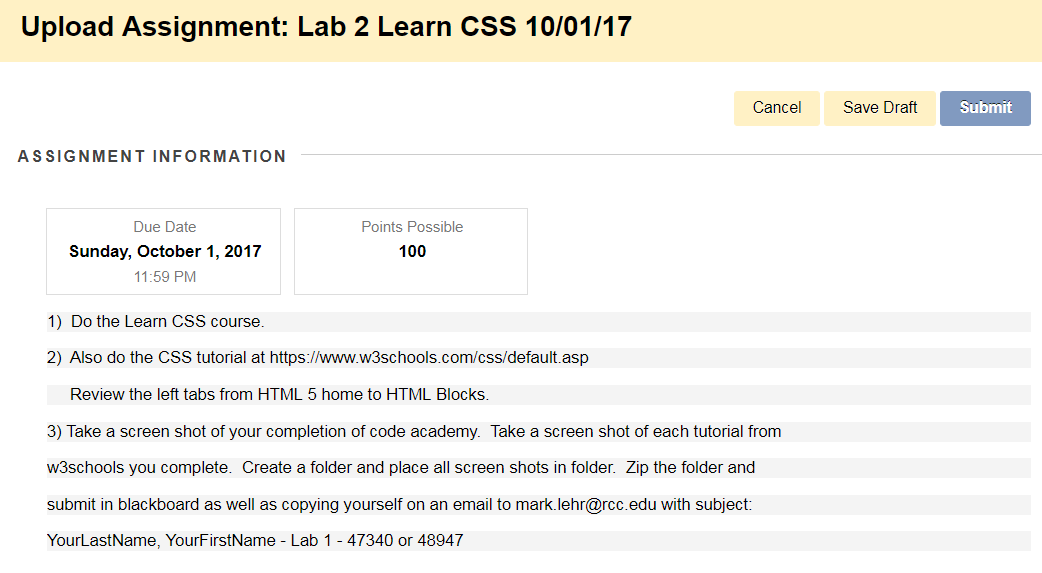 Upload Assignment: Lab 2 Learn CSS 10/01/17
Cancel
Save Draft
Submit
ASSIGNMENT INFORMATION
Due Date
Sunday, October 1, 2017
11:59 PM
Points Possible
100
1)  Do the Learn CSS course.
2)  Also do the CSS tutorial at https://www.w3schools.com/css/default.asp
Review the left tabs from HTML 5 home to HTML Blocks.
3) Take a screen shot of your completion of code academy.  Take a screen shot of each tutorial from
w3schools you complete.  Create a folder and place all screen shots in folder.  Zip the folder and
submit in blackboard as well as copying yourself on an email to mark.lehr@rcc.edu with subject:
YourLastName, YourFirstName - Lab 1 - 47340 or 48947